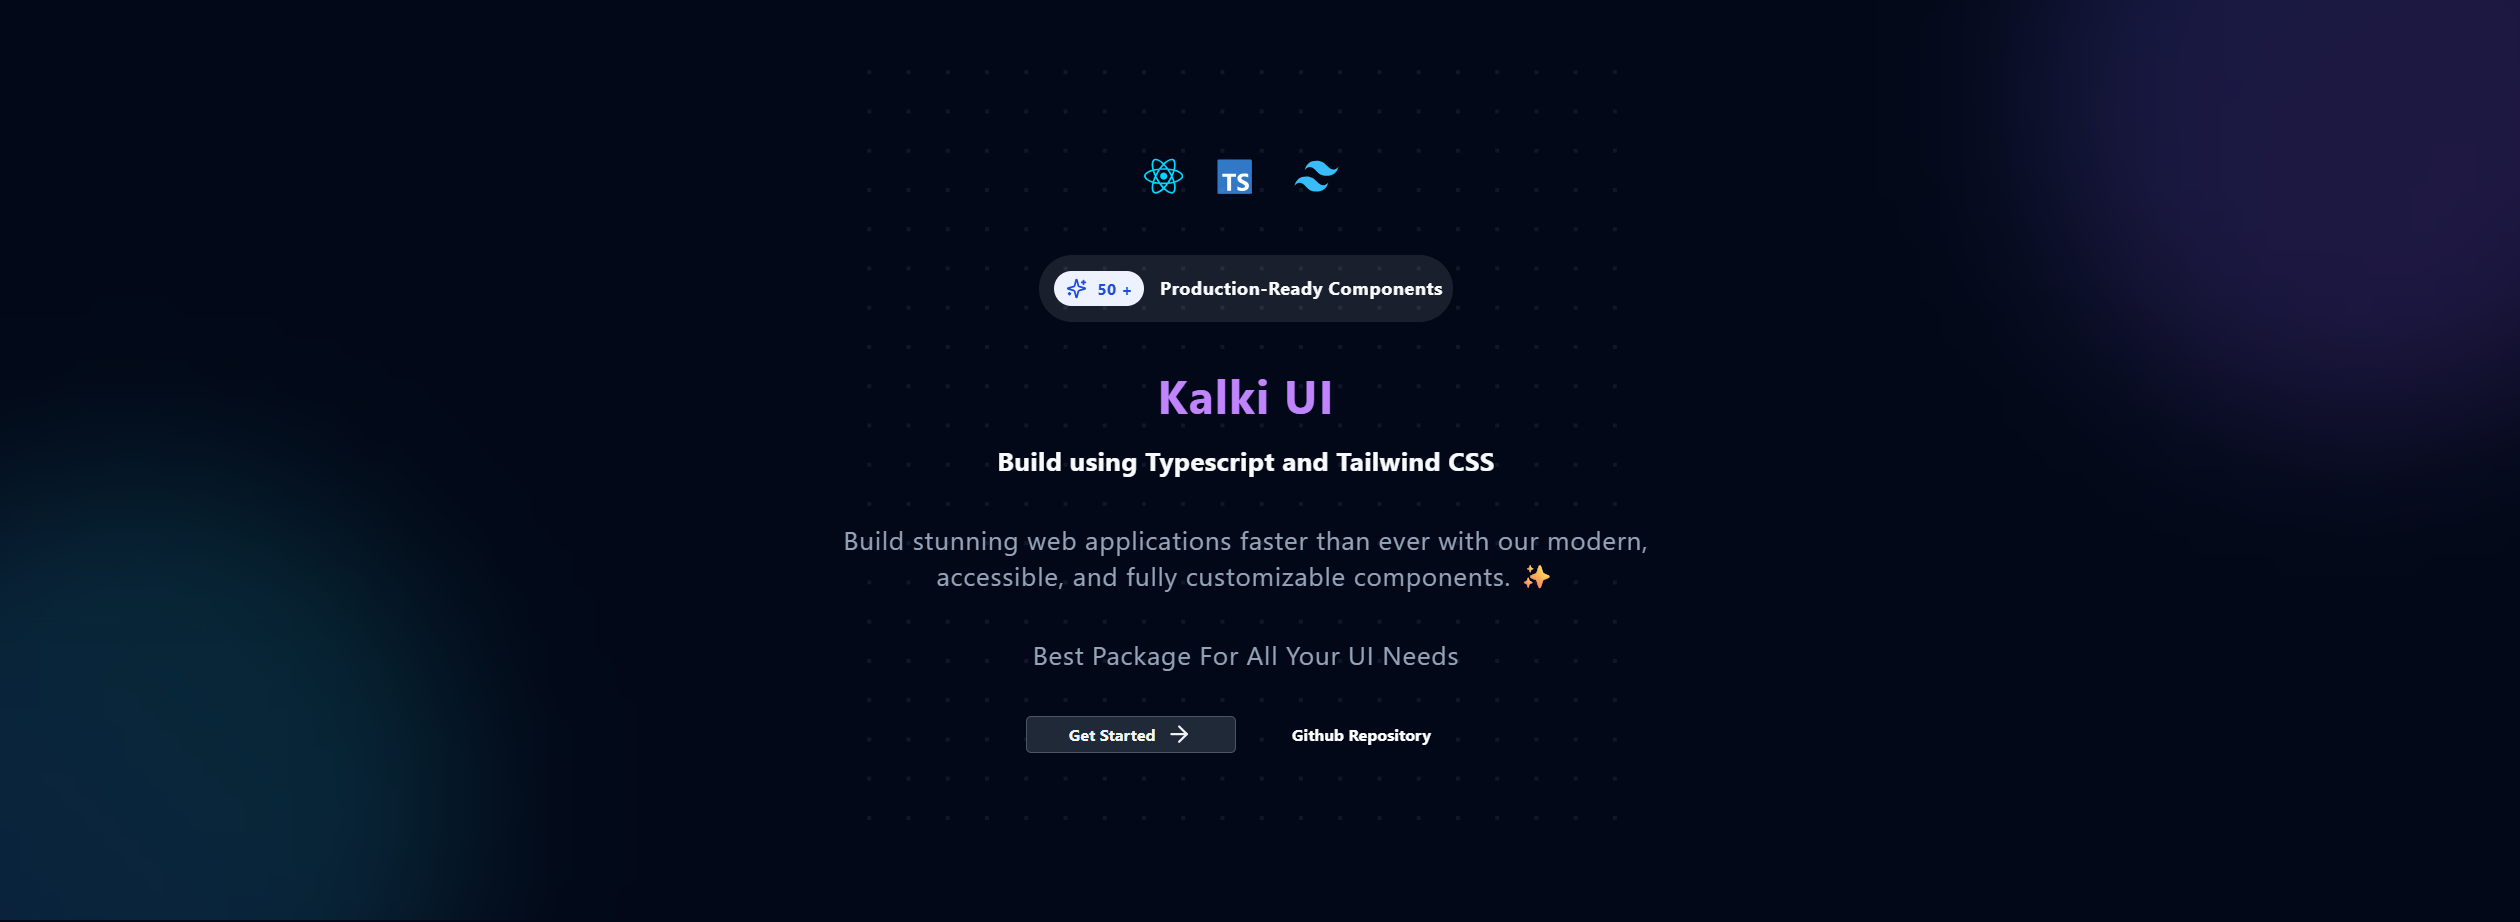 TS
50 +
Production-Ready Components
Kalki UI
Build using Typescript and Tailwind CSS
Build stunning web applications faster than ever with our modern,
accessible, and fully customizable components. ✨
Best Package For All Your UI Needs
Get Started →
Github Repository